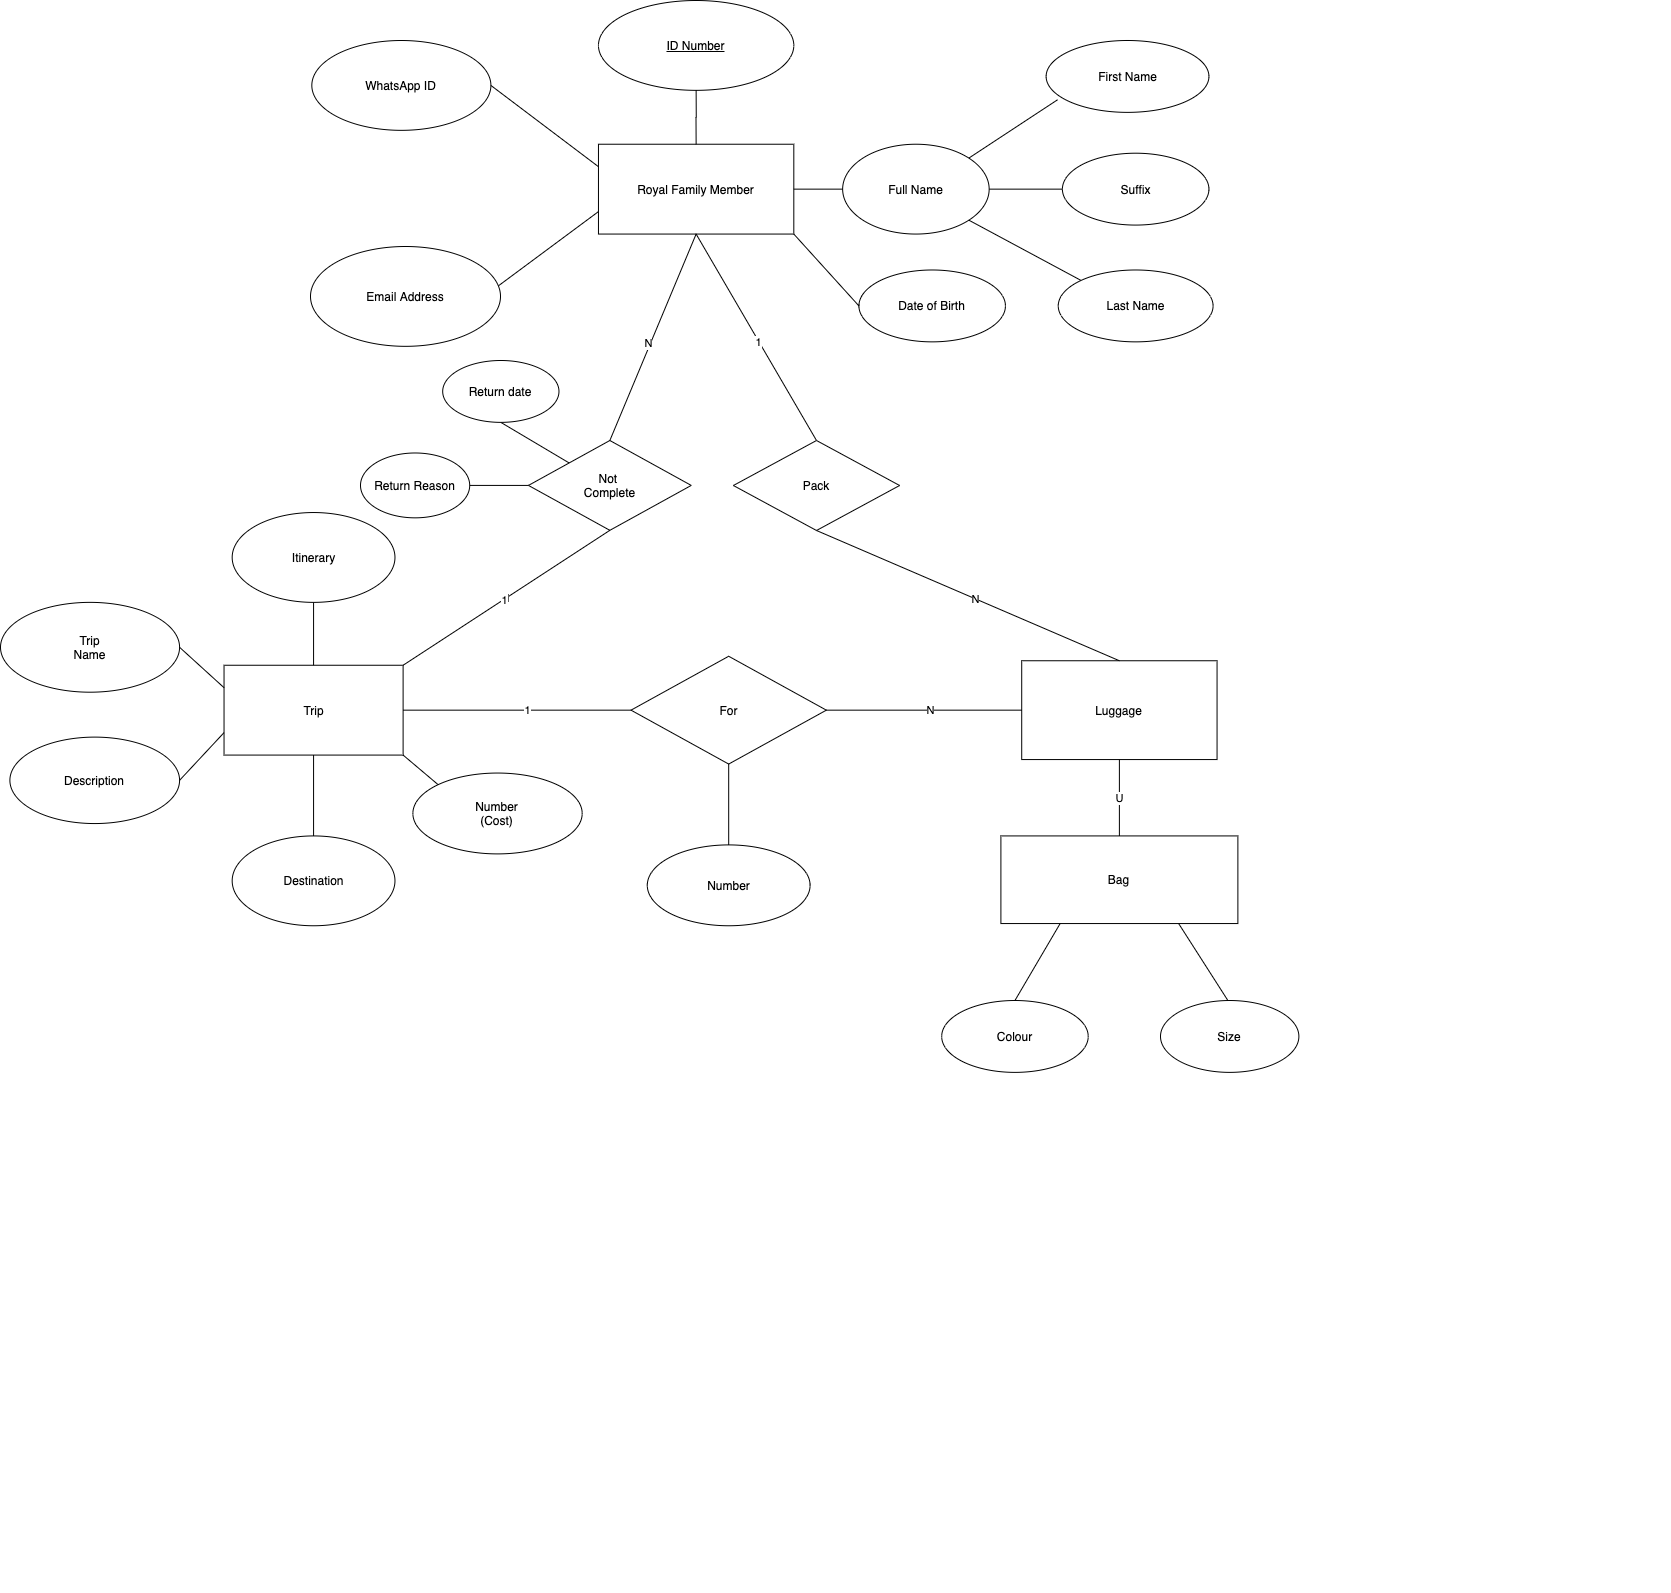 ID Number
First Name
WhatsApp ID
Royal Family Member
Full Name
Suffix
Email Address
Date of Birth
Last Name
N
1
Return date
Return Reason
Not
Complete
Pack
Itinerary
1
N
Trip
Name
Trip
1
For
N
Luggage
Description
Number
(Cost)
U
Destination
Number
Bag
Colour
Size